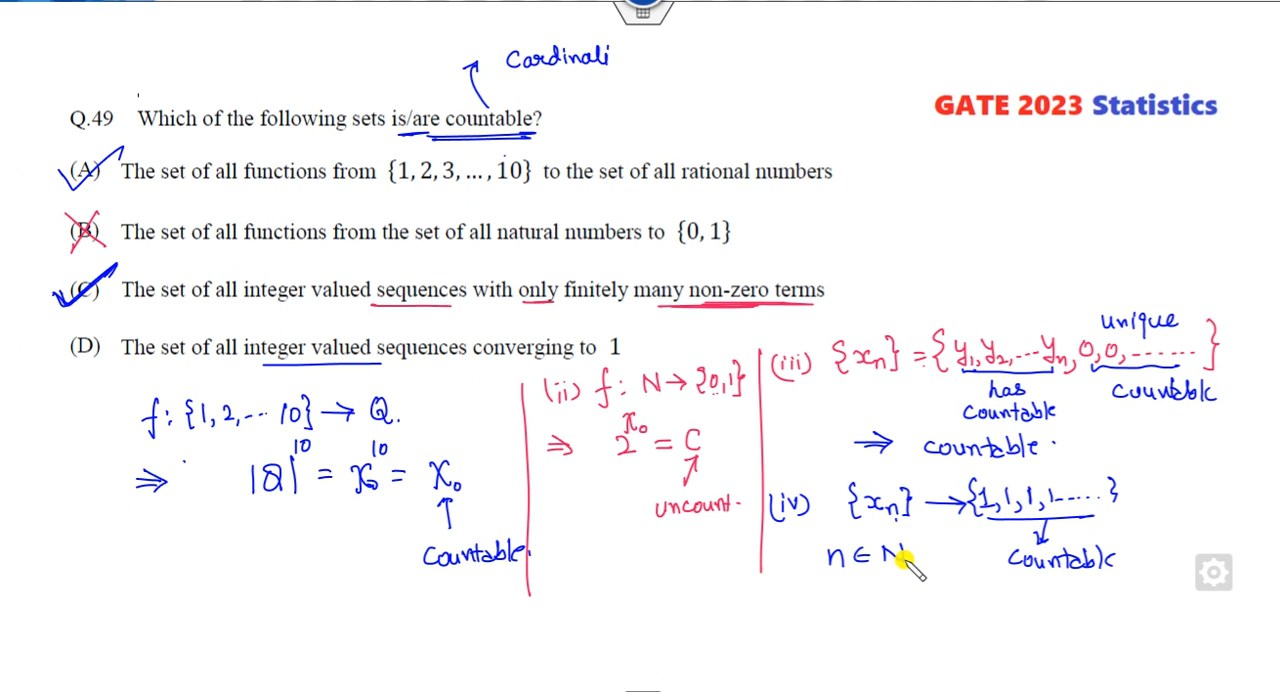 Cardinali
GATE 2023 Statistics
Q.49 Which of the following sets is/are countable?
(A) The set of all functions from {1, 2, 3, ..., 10} to the set of all rational numbers
(B) The set of all functions from the set of all natural numbers to {0, 1}
(C) The set of all integer valued sequences with only finitely many non-zero terms
(D) The set of all integer valued sequences converging to 1
f: {1, 2, ... 10} → Q.
⇒ |Q|^10 = ℵ₀^10 = ℵ₀
↑
Countable.
(ii) f: N → {0,1}
⇒ 2^ℵ₀ = C
uncount.
unique
(iii) {xₙ} = {y₁, y₂, ... yₙ, 0, 0, ......}
has
countable
countable
⇒ countable.
(iv) {xₙ} → {1, 1, 1, 1 .....}
countable
n ∈ N